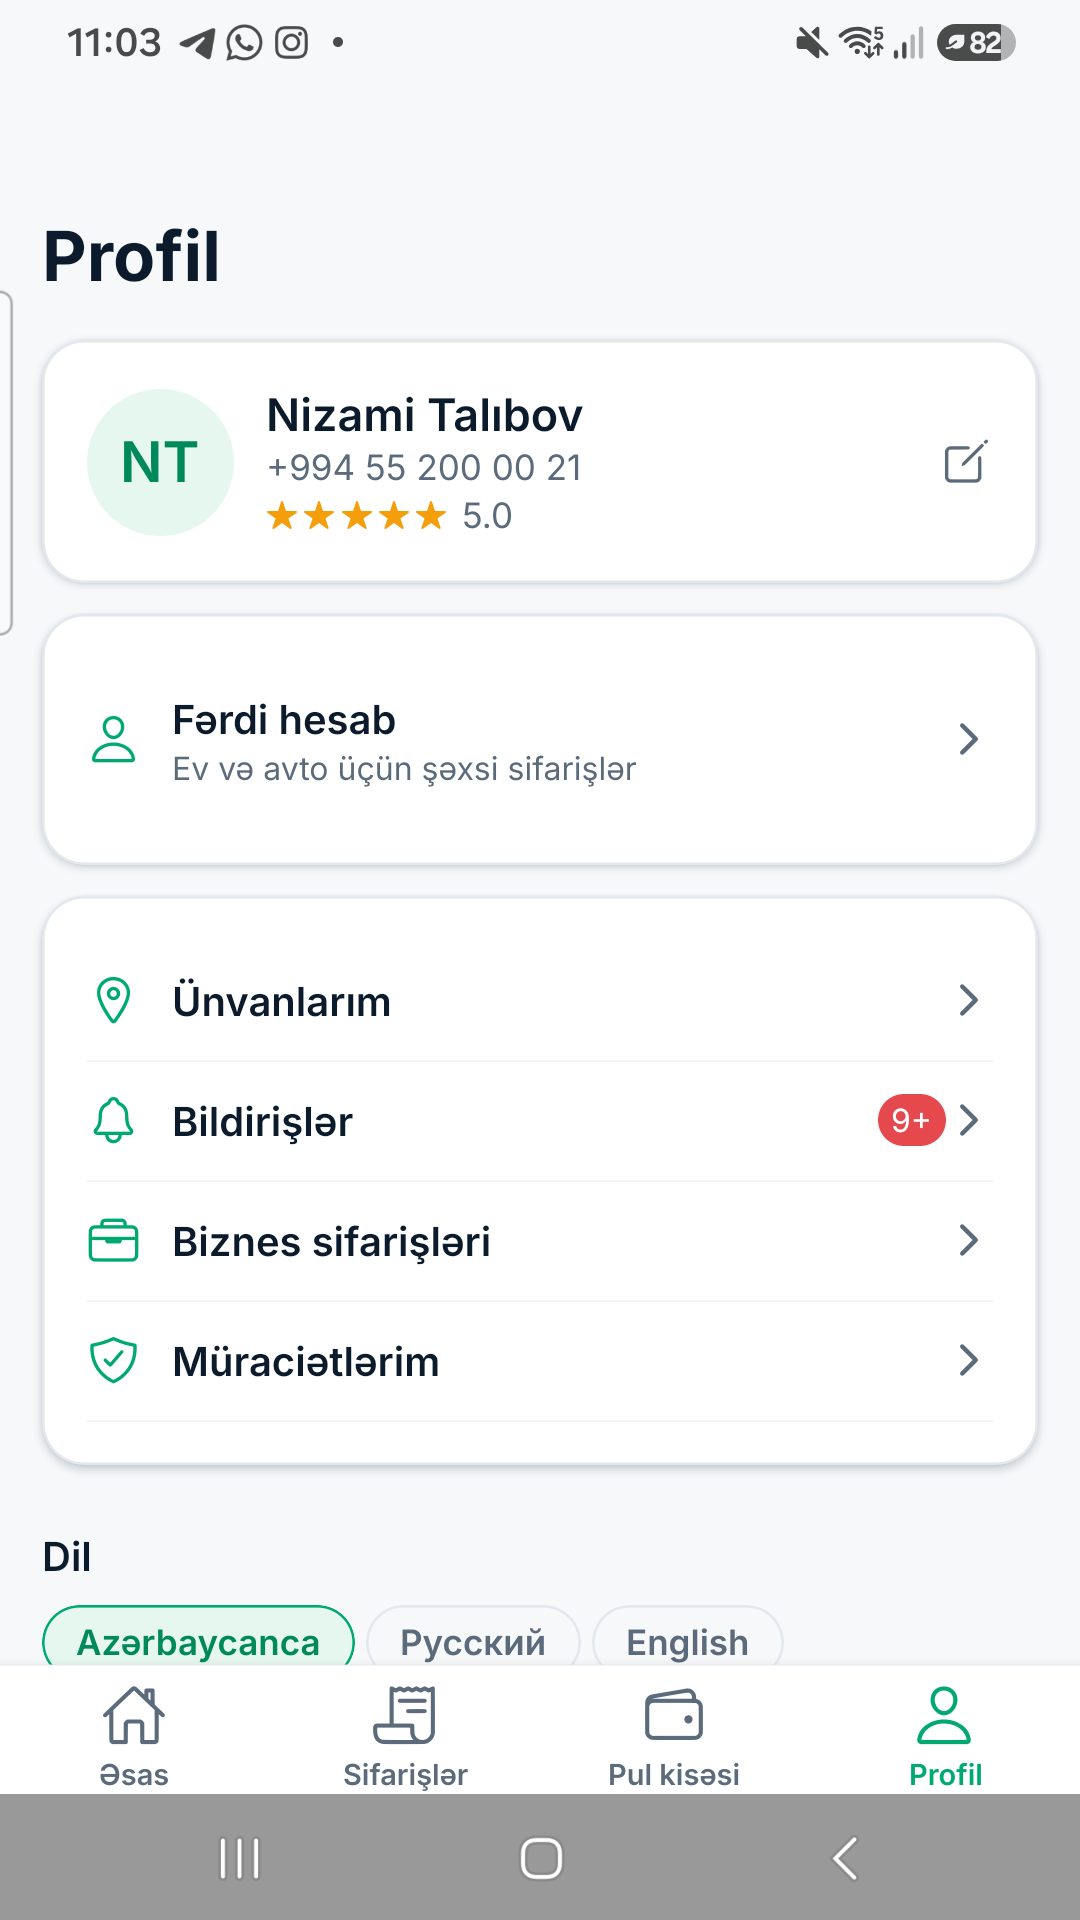 11:03
5
82
Profil
NT
Nizami Talıbov
+994 55 200 00 21
5.0
Fərdi hesab
Ev və avto üçün şəxsi sifarişlər
Ünvanlarım
Bildirişlər
9+
Biznes sifarişləri
Müraciətlərim
Dil
Azərbaycanca Русский English
Əsas Sifarişlər Pul kisəsi Profil